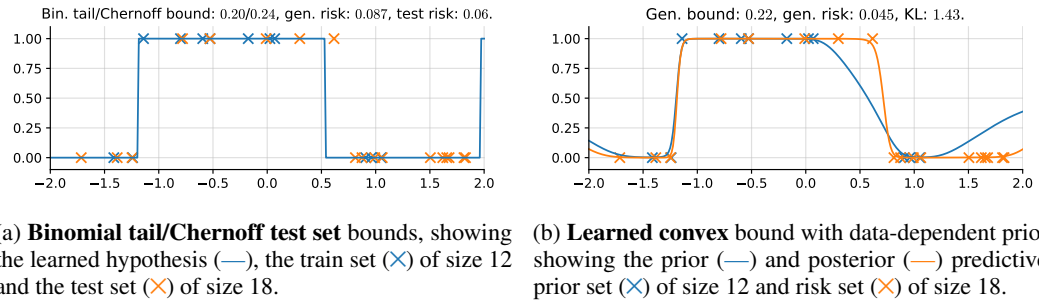 Bin. tail/Chernoff bound: 0.20/0.24, gen. risk: 0.087, test risk: 0.06.
1.00
0.75
0.50
0.25
0.00
−2.0 −1.5 −1.0 −0.5 0.0 0.5 1.0 1.5 2.0
(a) Binomial tail/Chernoff test set bounds, showing
the learned hypothesis (—), the train set (×) of size 12
and the test set (×) of size 18.
Gen. bound: 0.22, gen. risk: 0.045, KL: 1.43.
1.00
0.75
0.50
0.25
0.00
−2.0 −1.5 −1.0 −0.5 0.0 0.5 1.0 1.5 2.0
(b) Learned convex bound with data-dependent prio
showing the prior (—) and posterior (—) predictiv
prior set (×) of size 12 and risk set (×) of size 18.